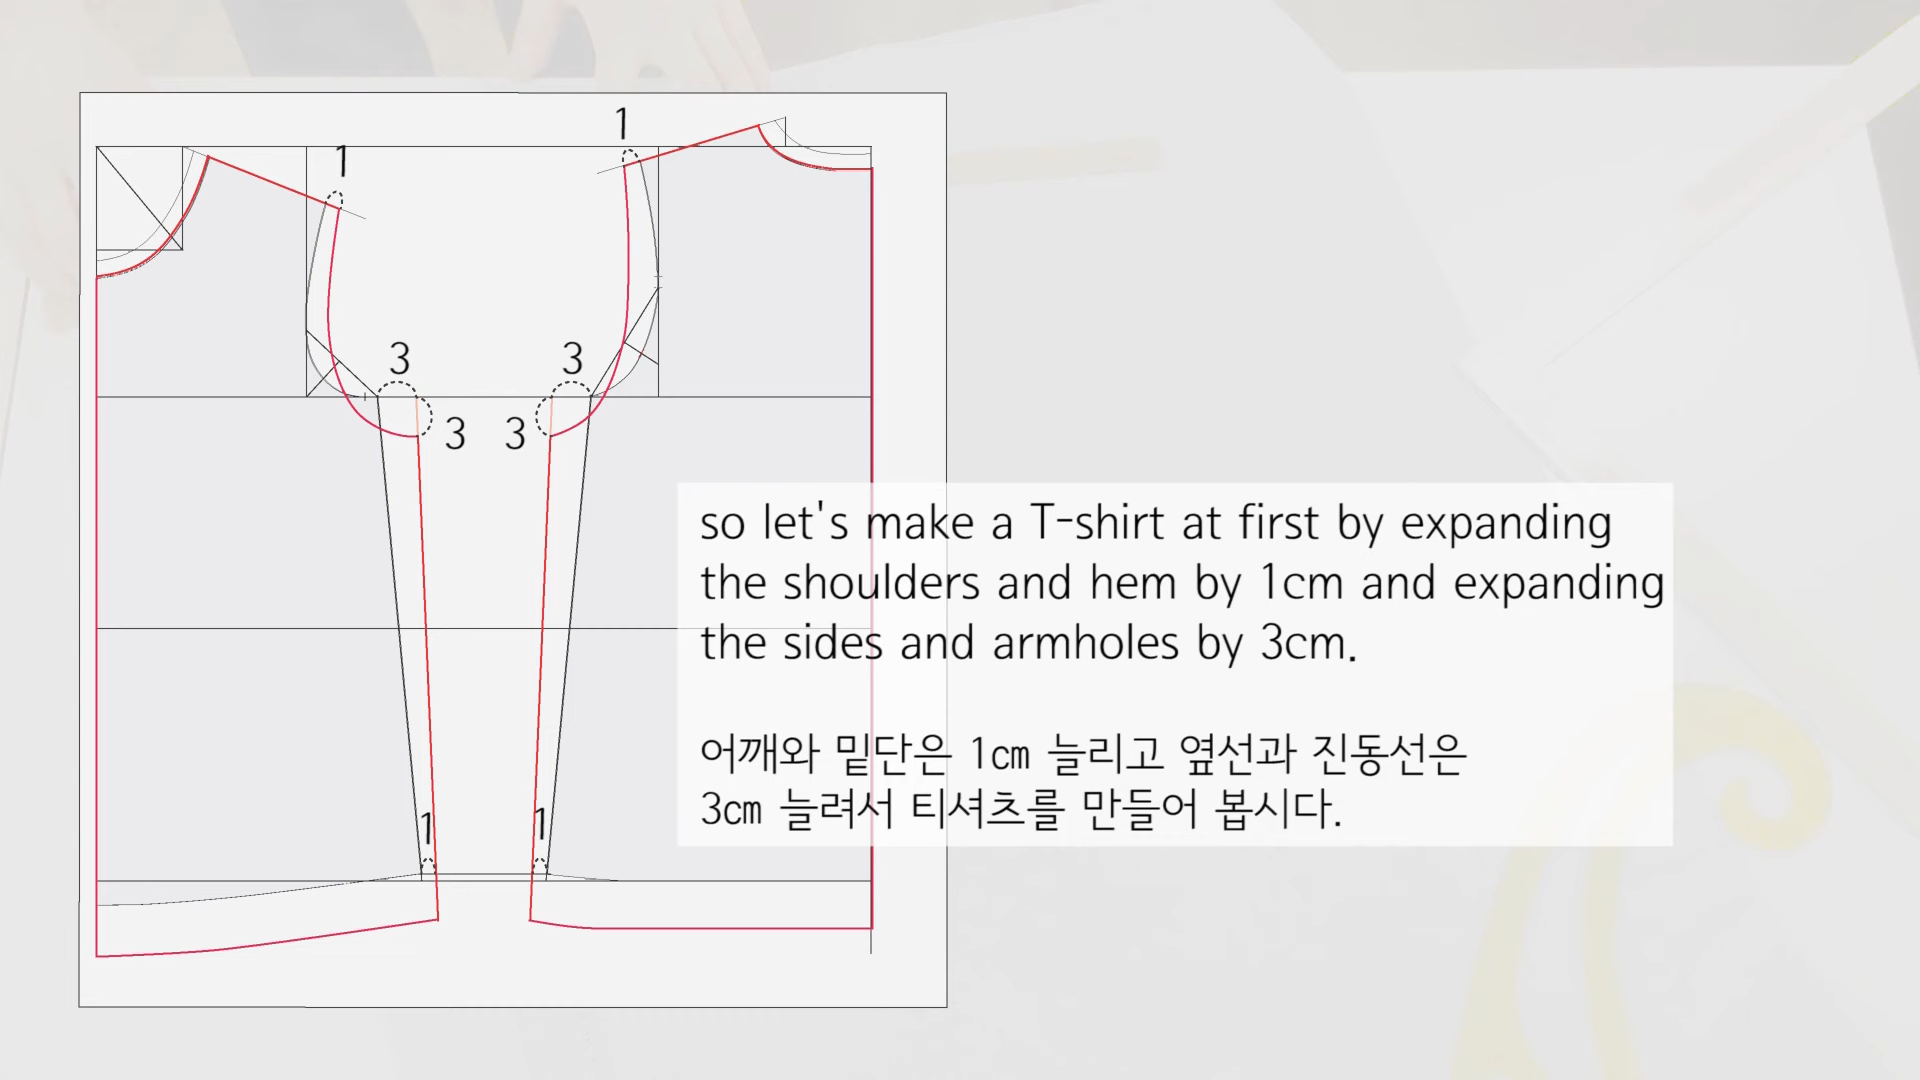 1
1
3
3
3
3
so let's make a T-shirt at first by expanding
the shoulders and hem by 1cm and expanding
the sides and armholes by 3cm.
어깨와 밑단은 1㎝ 늘리고 옆선과 진동선은
3㎝ 늘려서 티셔츠를 만들어 봅시다.
1
1